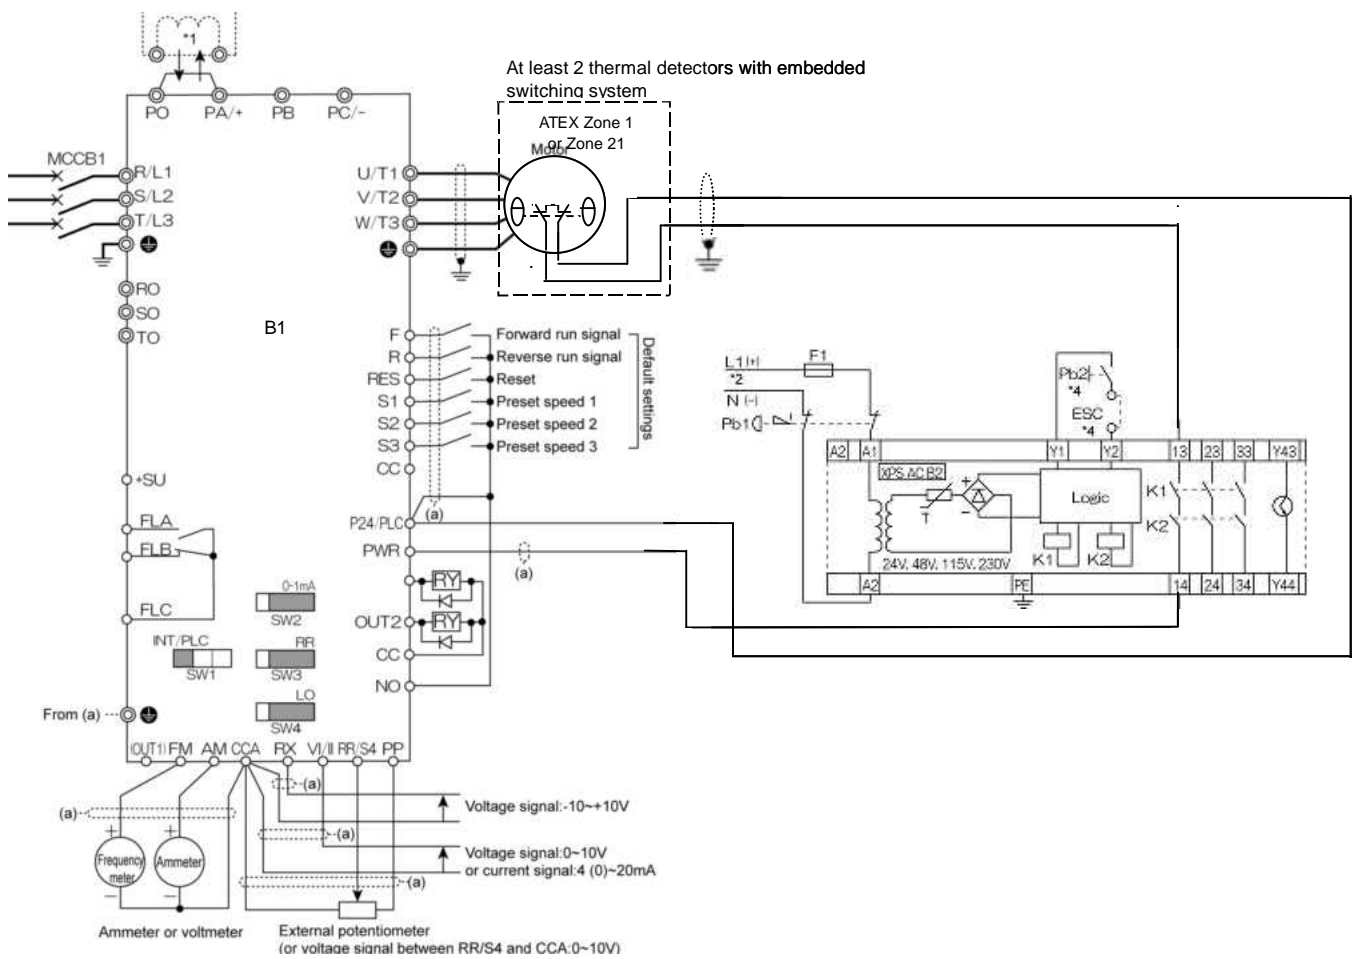 *1
At least 2 thermal detectors with embedded
switching system
ATEX Zone 1
or Zone 21
Motor
PO
PA/+
PB
PC/-
MCCB1
R/L1
S/L2
T/L3
U/T1
V/T2
W/T3
RO
SO
TO
B1
F
Forward run signal
R
Reverse run signal
RES
Reset
S1
Preset speed 1
S2
Preset speed 2
S3
Preset speed 3
Default settings
CC
L1 (+)
F1
*2
N (-)
Pb1
Pb2
*4
ESC
*4
A2
A1
Y1
Y2
13
23
33
Y43
XPS AC B2
+
-
T
Logic
K1
K2
K1
K2
24V. 48V. 115V. 230V
A2
PE
14
24
34
Y44
+SU
FLA
FLB
FLC
P24/PLC
(a)
PWR
(a)
RY
OUT2
RY
CC
NO
0-1mA
SW2
INT/PLC
SW1
RR
SW3
LO
SW4
From (a)
(OUT1)
FM
AM
CCA
RX
VI/II
RR/S4
PP
(a)
(a)
(a)
(a)
Voltage signal:-10~+10V
Voltage signal:0~10V
or current signal:4 (0)~20mA
+
Frequency
meter
-
+
Ammeter
-
Ammeter or voltmeter
External potentiometer
(or voltage signal between RR/S4 and CCA:0~10V)